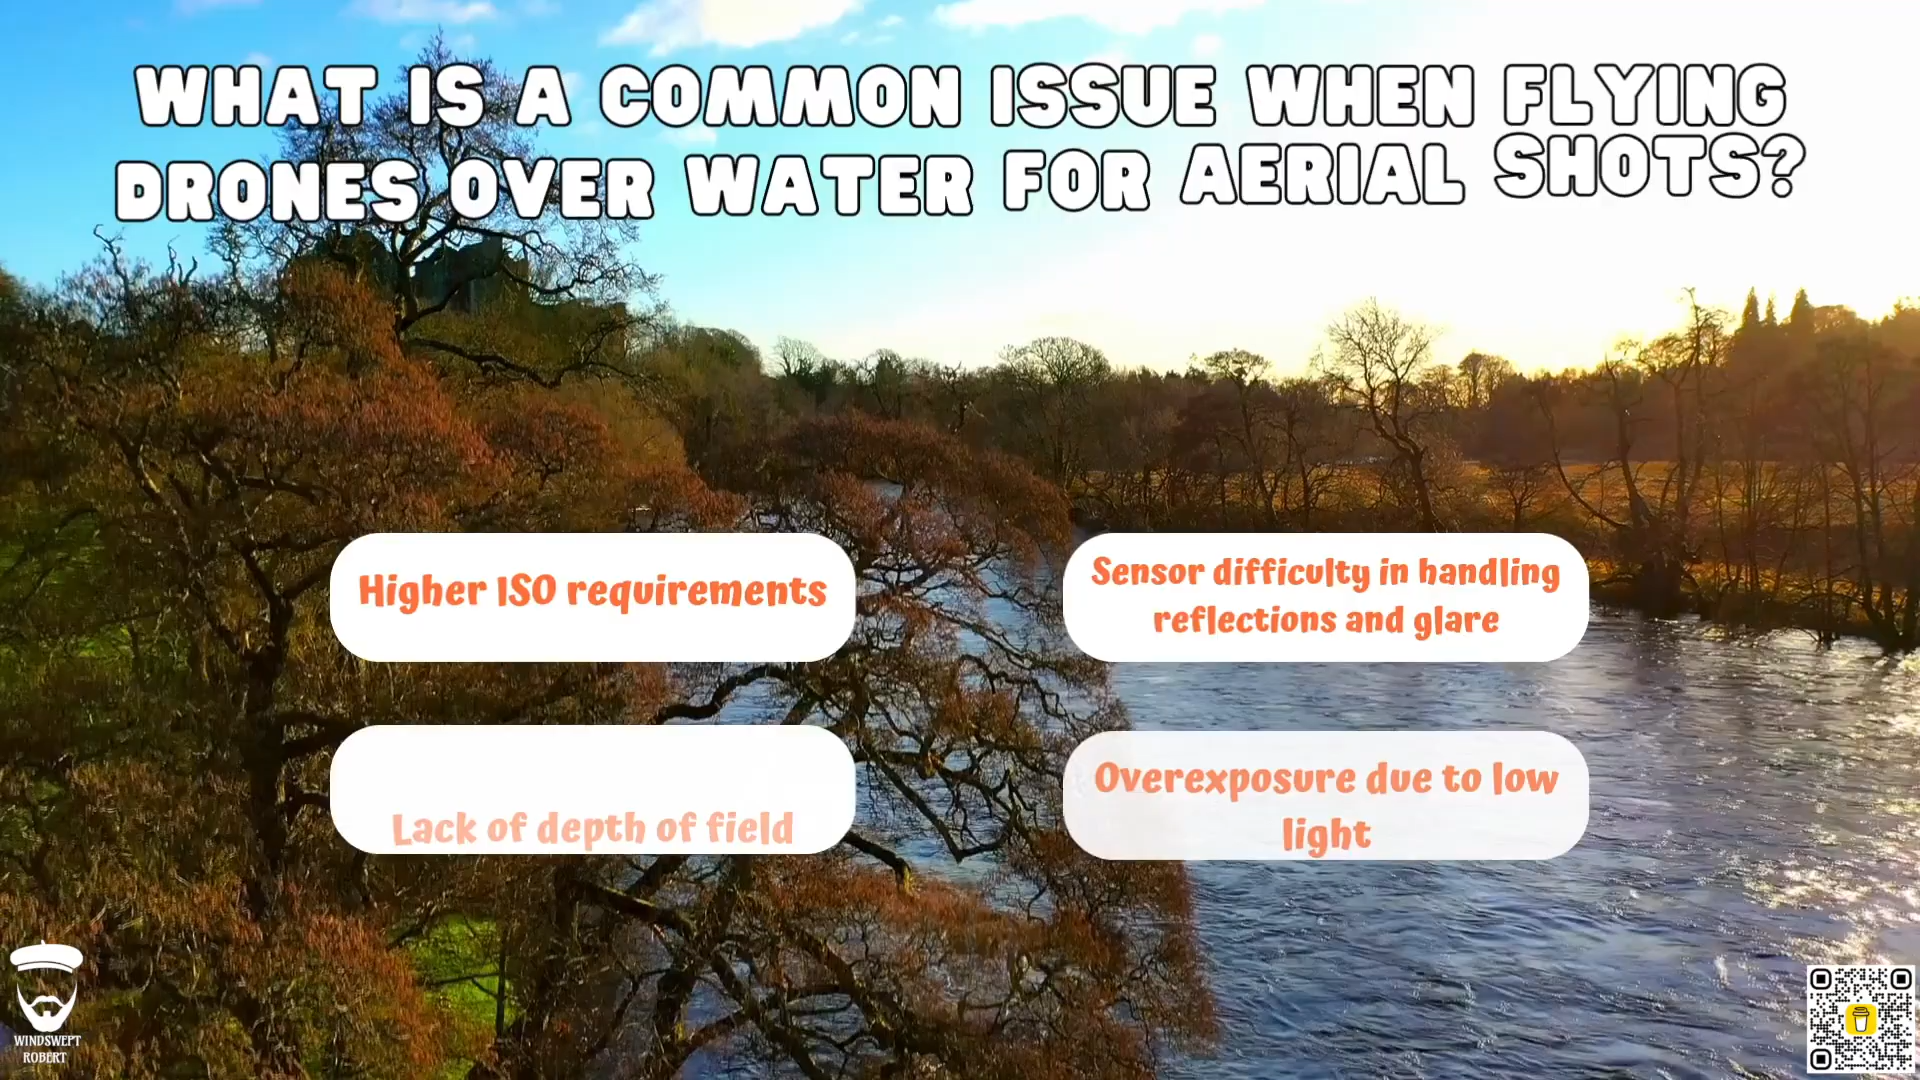 WHAT IS A COMMON ISSUE WHEN FLYING
DRONES OVER WATER FOR AERIAL SHOTS?
Higher ISO requirements
Sensor difficulty in handling
reflections and glare
Lack of depth of field
Overexposure due to low
light
WINDSWEPT
ROBERT